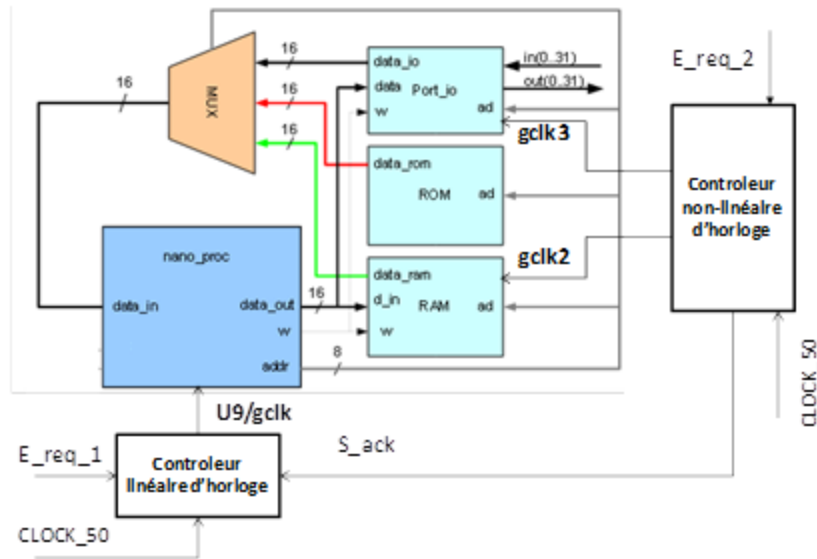 16
data_io
in(0..31)
E_req_2
16
data
Port_io
out(0..31)
MUX
16
w
ad
gclk3
16
data_rom
ROM
ad
Controleur
non-linéaire
d'horloge
nano_proc
gclk2
data_ram
data_in
data_out
16
d_in
RAM
ad
w
w
addr
8
CLOCK_50
U9/gclk
E_req_1
S_ack
Controleur
linéaire d'horloge
CLOCK_50